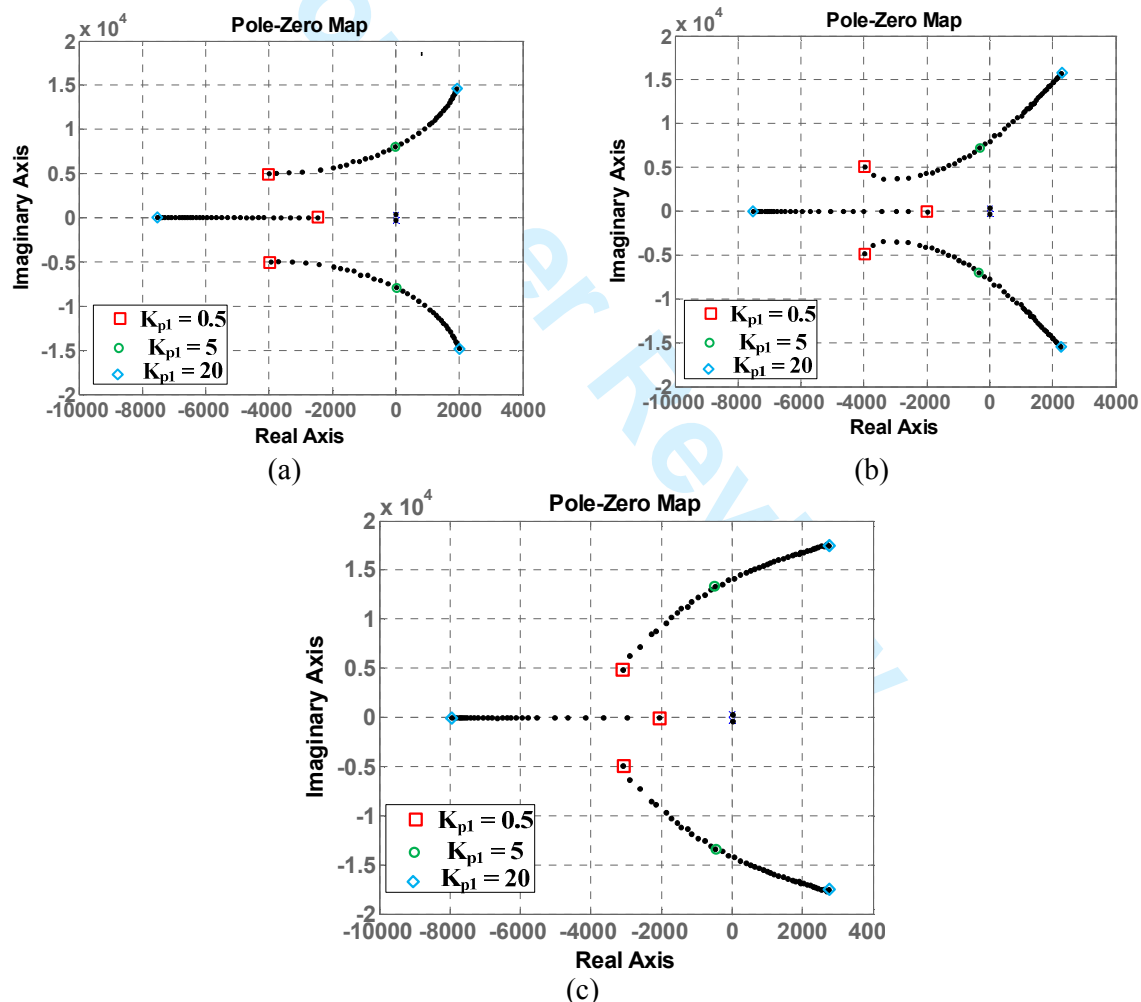 Pole-Zero Map
x 10^4
2
1.5
1
0.5
0
-0.5
-1
-1.5
-2
Imaginary Axis
K_p1 = 0.5
K_p1 = 5
K_p1 = 20
-10000 -8000 -6000 -4000 -2000 0 2000 4000
Real Axis
(a)
Pole-Zero Map
x 10^4
2
1.5
1
0.5
0
-0.5
-1
-1.5
-2
Imaginary Axis
K_p1 = 0.5
K_p1 = 5
K_p1 = 20
-10000 -8000 -6000 -4000 -2000 0 2000 4000
Real Axis
(b)
Pole-Zero Map
x 10^4
2
1.5
1
0.5
0
-0.5
-1
-1.5
-2
Imaginary Axis
K_p1 = 0.5
K_p1 = 5
K_p1 = 20
-10000 -8000 -6000 -4000 -2000 0 2000 400
Real Axis
(c)